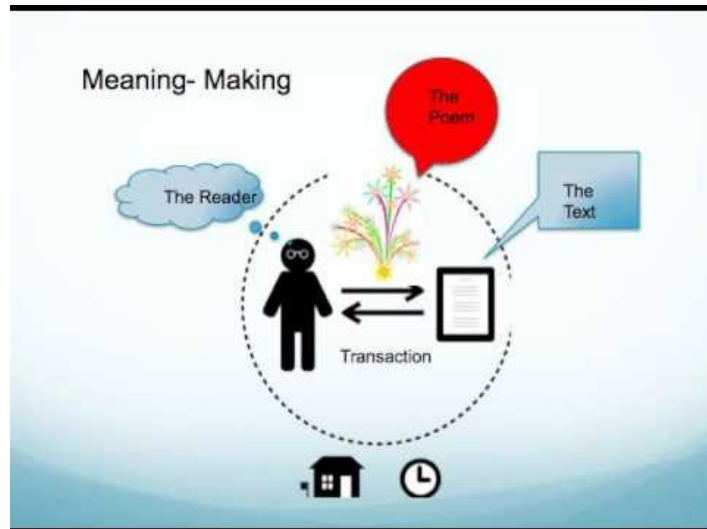 Meaning- Making
The
Poem
The Reader
The
Text
Transaction